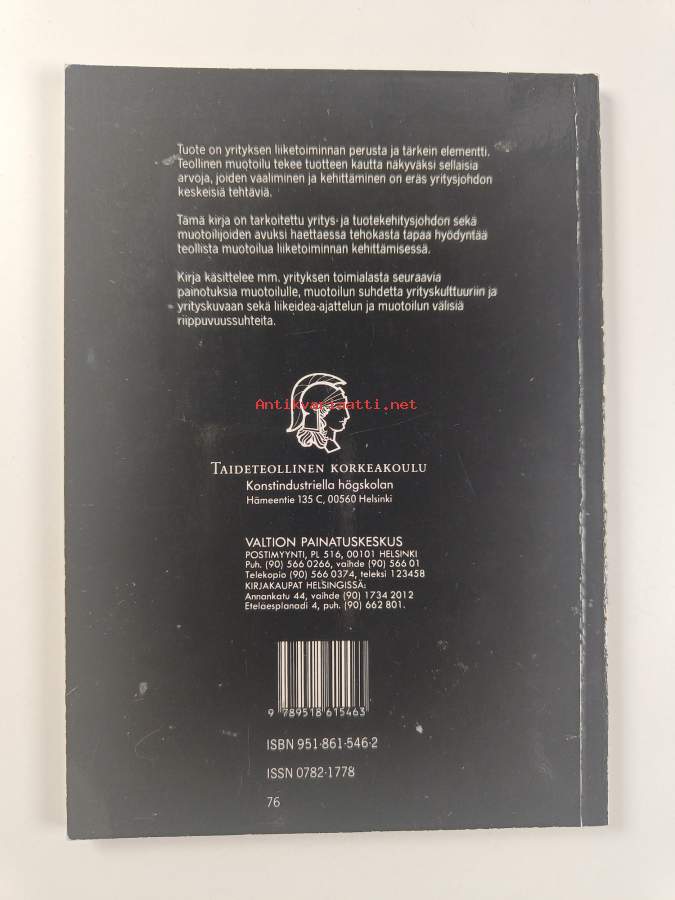 Tuote on yrityksen liiketoiminnan perusta ja tärkein elementti.
Teollinen muotoilu tekee tuotteen kautta näkyväksi sellaisia
arvoja, joiden vaaliminen ja kehittäminen on eräs yritysjohdon
keskeisiä tehtäviä.
Tämä kirja on tarkoitettu yritys- ja tuotekehitysjohdon sekä
muotoilijoiden avuksi haettaessa tehokasta tapaa hyödyntää
teollista muotoilua liiketoiminnan kehittämisessä.
Kirja käsittelee mm. yrityksen toimialasta seuraavia
painotuksia muotoilulle, muotoilun suhdetta yrityskulttuuriin ja
yrityskuvaan sekä liikeidea-ajattelun ja muotoilun välisiä
riippuvuussuhteita.
Antikvariaatti.net
TAIDETEOLLINEN KORKEAKOULU
Konstindustriella högskolan
Hämeentie 135 C, 00560 Helsinki
VALTION PAINATUSKESKUS
POSTIMYYNTI, PL 516, 00101 HELSINKI
Puh. (90) 566 0266, vaihde (90) 566 01
Telekopio (90) 566 0374, teleksi 123458
KIRJAKAUPAT HELSINGISSÄ:
Annankatu 44, vaihde (90) 1734 2012
Eteläesplanadi 4, puh. (90) 662 801.
9 789518 615463
ISBN 951-861-546-2
ISSN 0782-1778
76